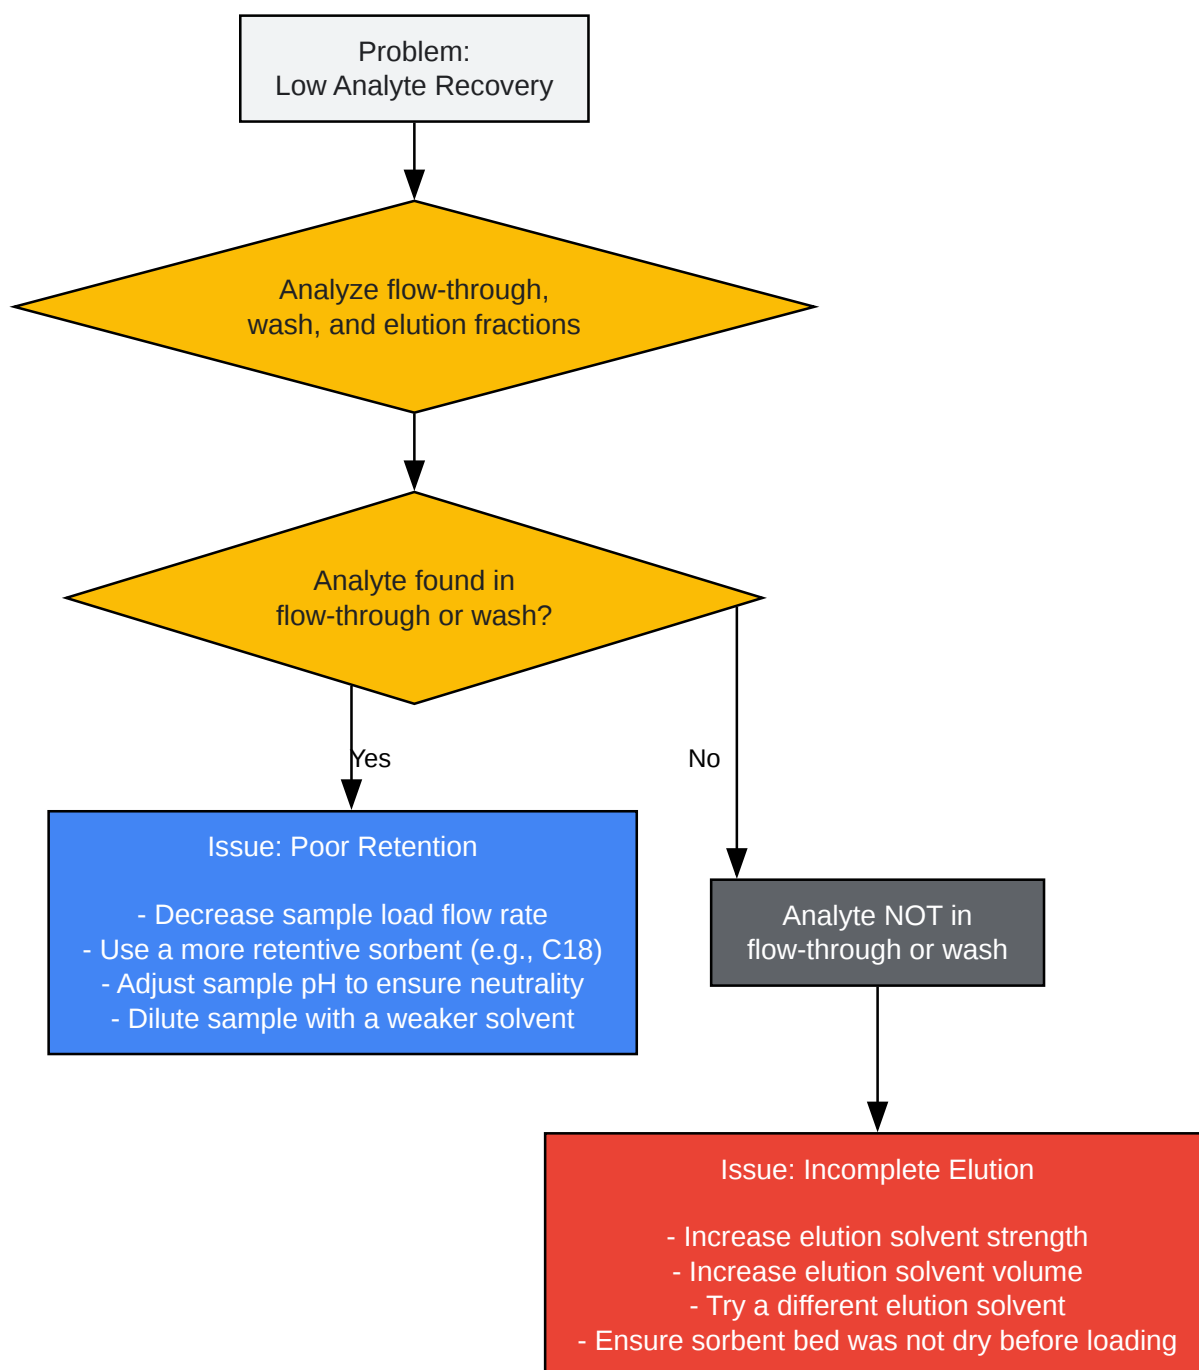 Problem:
Low Analyte Recovery
Analyze flow-through,
wash, and elution fractions
Analyte found in
flow-through or wash?
Yes
No
Issue: Poor Retention
- Decrease sample load flow rate
- Use a more retentive sorbent (e.g., C18)
- Adjust sample pH to ensure neutrality
- Dilute sample with a weaker solvent
Analyte NOT in
flow-through or wash
Issue: Incomplete Elution
- Increase elution solvent strength
- Increase elution solvent volume
- Try a different elution solvent
- Ensure sorbent bed was not dry before loading